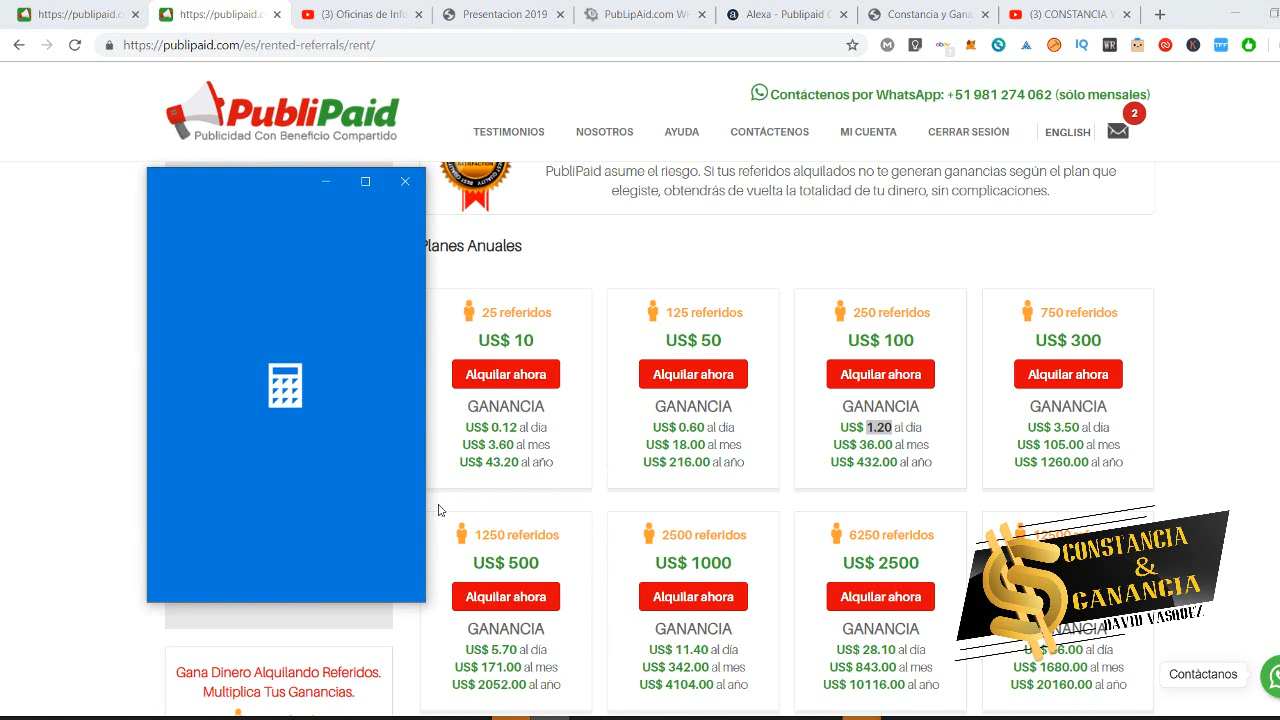 https://publipaid.c
https://publipaid.c
(3) Oficinas de Info
Presentacion 2019
PubLipAid.com WH
Alexa - Publipaid C
Constancia y Gana
(3) CONSTANCIA Y
https://publipaid.com/es/rented-referrals/rent/
PubliPaid
Publicidad Con Beneficio Compartido
Contáctenos por WhatsApp: +51 981 274 062 (sólo mensales)
2
TESTIMONIOS NOSOTROS AYUDA CONTÁCTENOS MI CUENTA CERRAR SESIÓN ENGLISH
PubliPaid asume el riesgo. Si tus referidos alquilados no te generan ganancias según el plan que
elegiste, obtendrás de vuelta la totalidad de tu dinero, sin complicaciones.
Planes Anuales
25 referidos
US$ 10
Alquilar ahora
GANANCIA
US$ 0.12 al día
US$ 3.60 al mes
US$ 43.20 al año
125 referidos
US$ 50
Alquilar ahora
GANANCIA
US$ 0.60 al día
US$ 18.00 al mes
US$ 216.00 al año
250 referidos
US$ 100
Alquilar ahora
GANANCIA
US$ 1.20 al día
US$ 36.00 al mes
US$ 432.00 al año
750 referidos
US$ 300
Alquilar ahora
GANANCIA
US$ 3.50 al día
US$ 105.00 al mes
US$ 1260.00 al año
1250 referidos
US$ 500
Alquilar ahora
GANANCIA
US$ 5.70 al día
US$ 171.00 al mes
US$ 2052.00 al año
2500 referidos
US$ 1000
Alquilar ahora
GANANCIA
US$ 11.40 al día
US$ 342.00 al mes
US$ 4104.00 al año
6250 referidos
US$ 2500
Alquilar ahora
GANANCIA
US$ 28.10 al día
US$ 843.00 al mes
US$ 10116.00 al año
GANANCIA
al día
US$ 1680.00 al mes
US$ 20160.00 al año
CONSTANCIA
&
GANANCIA
DAVID VASQUEZ
Gana Dinero Alquilando Referidos.
Multiplica Tus Ganancias.
Contàctanos